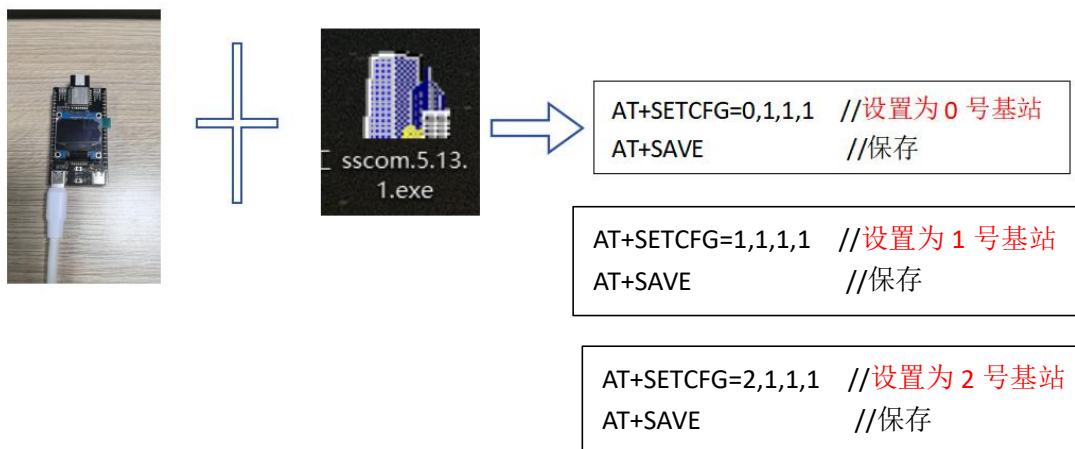 sscom.5.13.
1.exe
AT+SETCFG=0,1,1,1 //设置为 0 号基站
AT+SAVE //保存
AT+SETCFG=1,1,1,1 //设置为 1 号基站
AT+SAVE //保存
AT+SETCFG=2,1,1,1 //设置为 2 号基站
AT+SAVE //保存